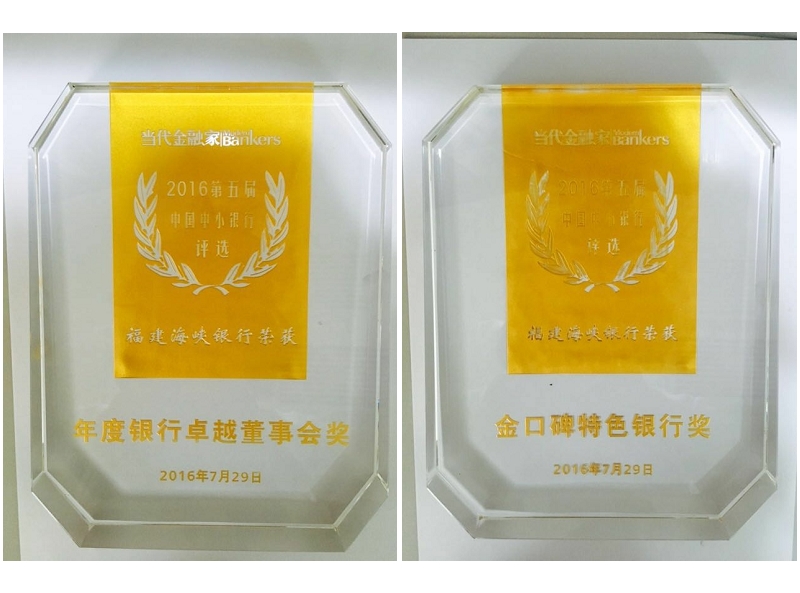 当代金融家Bankers
2016第五届
中国中小银行
评选
福建海峡银行荣获
年度银行卓越董事会奖
2016年7月29日
当代金融家Bankers
2016第五届
中国中小银行
评选
福建海峡银行荣获
金口碑特色银行奖
2016年7月29日